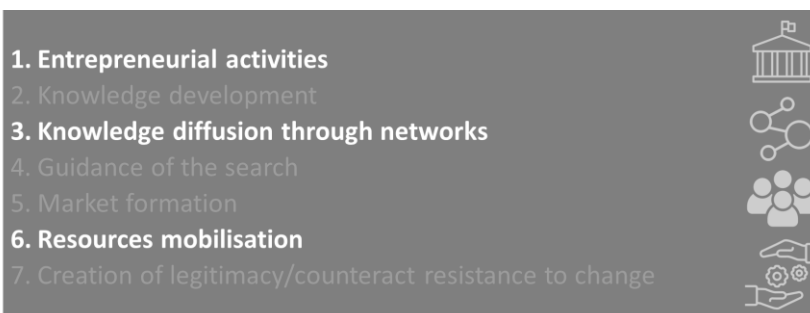 1. Entrepreneurial activities
2. Knowledge development
3. Knowledge diffusion through networks
4. Guidance of the search
5. Market formation
6. Resources mobilisation
7. Creation of legitimacy/counteract resistance to change